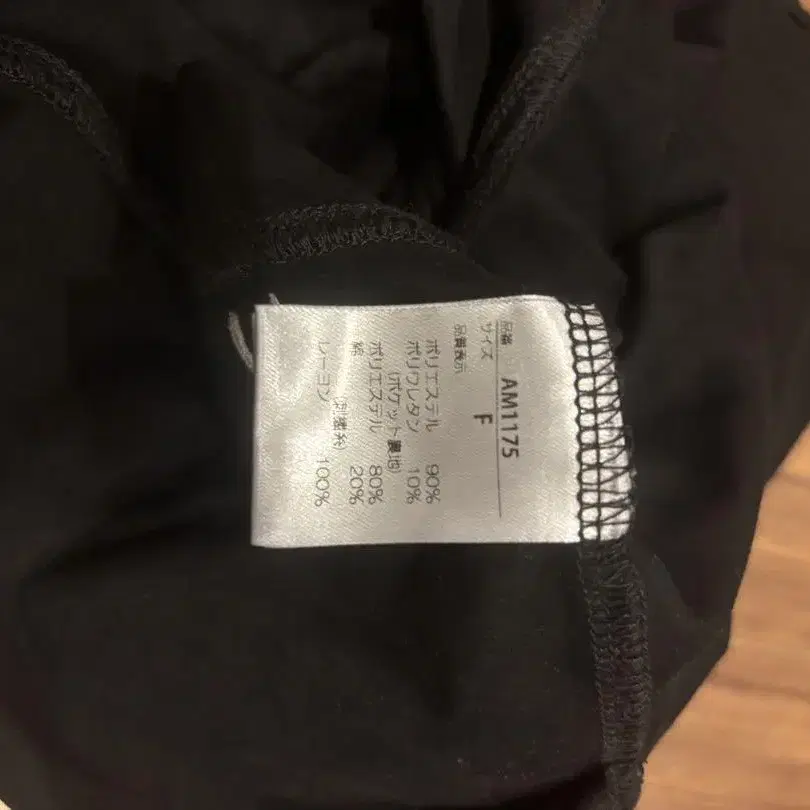 品番 AM1175
サイズ F
品質表示
ポリエステル 90%
ポリウレタン 10%
(ポケット裏地)
ポリエステル 80%
綿 20%
(刺繍糸)
レーヨン 100%